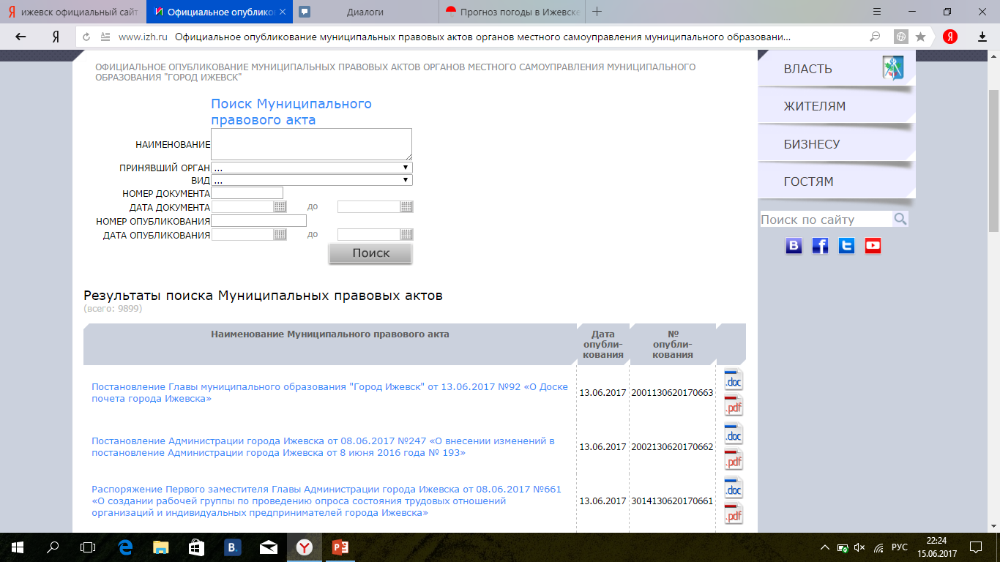 ижевск официальный сайт
Официальное опубликов
Диалоги
Прогноз погоды в Ижевске
www.izh.ru Официальное опубликование муниципальных правовых актов органов местного самоуправления муниципального образовани...
ОФИЦИАЛЬНОЕ ОПУБЛИКОВАНИЕ МУНИЦИПАЛЬНЫХ ПРАВОВЫХ АКТОВ ОРГАНОВ МЕСТНОГО САМОУПРАВЛЕНИЯ МУНИЦИПАЛЬНОГО
ОБРАЗОВАНИЯ "ГОРОД ИЖЕВСК"
Поиск Муниципального
правового акта
НАИМЕНОВАНИЕ
ПРИНЯВШИЙ ОРГАН ...
ВИД ...
НОМЕР ДОКУМЕНТА
ДАТА ДОКУМЕНТА до
НОМЕР ОПУБЛИКОВАНИЯ
ДАТА ОПУБЛИКОВАНИЯ до
Поиск
ВЛАСТЬ
ЖИТЕЛЯМ
БИЗНЕСУ
ГОСТЯМ
Поиск по сайту
Результаты поиска Муниципальных правовых актов
(всего: 9899)
Наименование Муниципального правового акта
Дата
опубли-
кования
№
опубли-
кования
Постановление Главы муниципального образования "Город Ижевск" от 13.06.2017 №92 «О Доске
почета города Ижевска»
13.06.2017
2001130620170663
.doc
.pdf
Постановление Администрации города Ижевска от 08.06.2017 №247 «О внесении изменений в
постановление Администрации города Ижевска от 8 июня 2016 года № 193»
13.06.2017
2002130620170662
.doc
.pdf
Распоряжение Первого заместителя Главы Администрации города Ижевска от 08.06.2017 №661
«О создании рабочей группы по проведению опроса состояния трудовых отношений
организаций и индивидуальных предпринимателей города Ижевска»
13.06.2017
3014130620170661
.doc
.pdf
РУС
22:24
15.06.2017